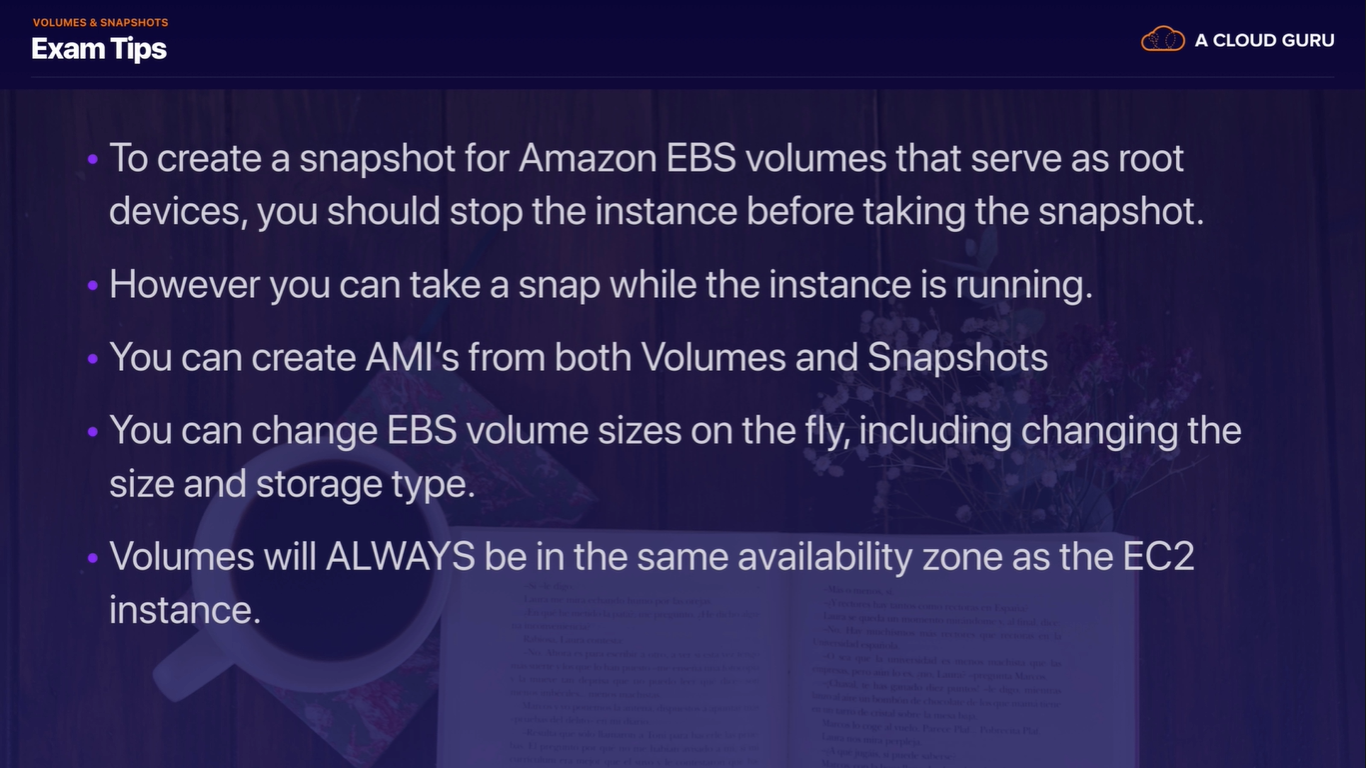 VOLUMES & SNAPSHOTS
Exam Tips
A CLOUD GURU
• To create a snapshot for Amazon EBS volumes that serve as root
devices, you should stop the instance before taking the snapshot.
• However you can take a snap while the instance is running.
• You can create AMI’s from both Volumes and Snapshots
• You can change EBS volume sizes on the fly, including changing the
size and storage type.
• Volumes will ALWAYS be in the same availability zone as the EC2
instance.